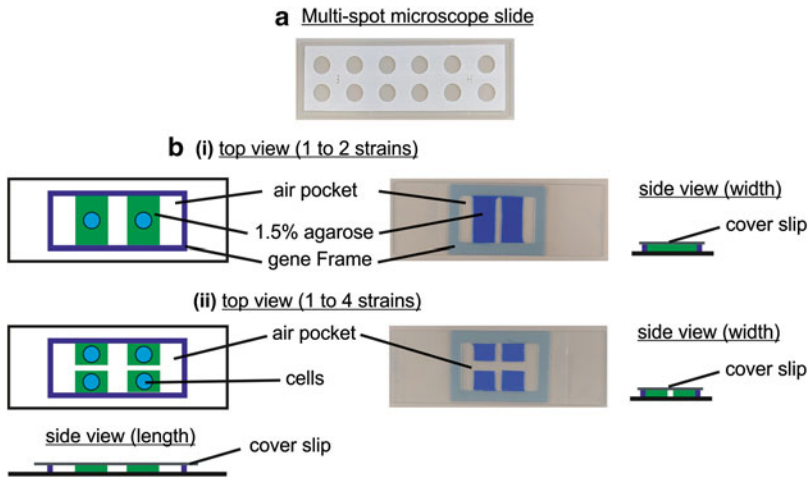 a Multi-spot microscope slide
b (i) top view (1 to 2 strains)
air pocket
1.5% agarose
gene Frame
side view (width)
cover slip
(ii) top view (1 to 4 strains)
air pocket
cells
side view (width)
cover slip
side view (length)
cover slip